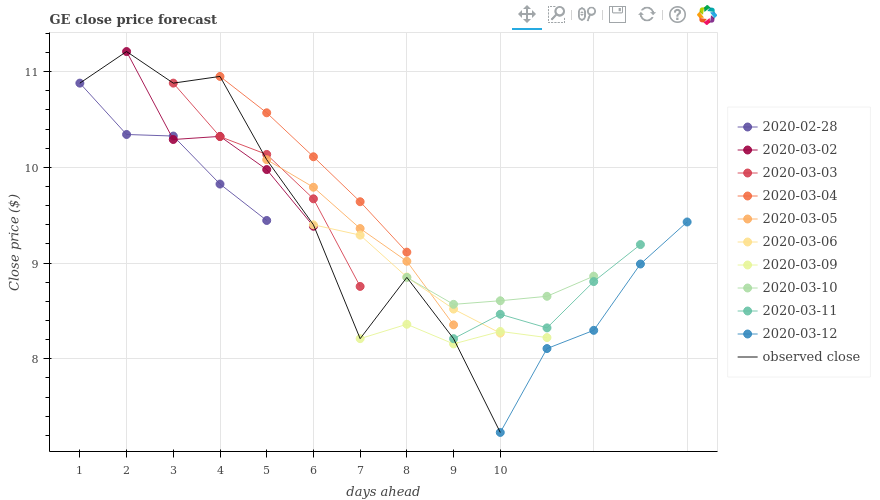 GE close price forecast
11
10
9
8
Close price ($)
1 2 3 4 5 6 7 8 9 10
days ahead
2020-02-28
2020-03-02
2020-03-03
2020-03-04
2020-03-05
2020-03-06
2020-03-09
2020-03-10
2020-03-11
2020-03-12
observed close